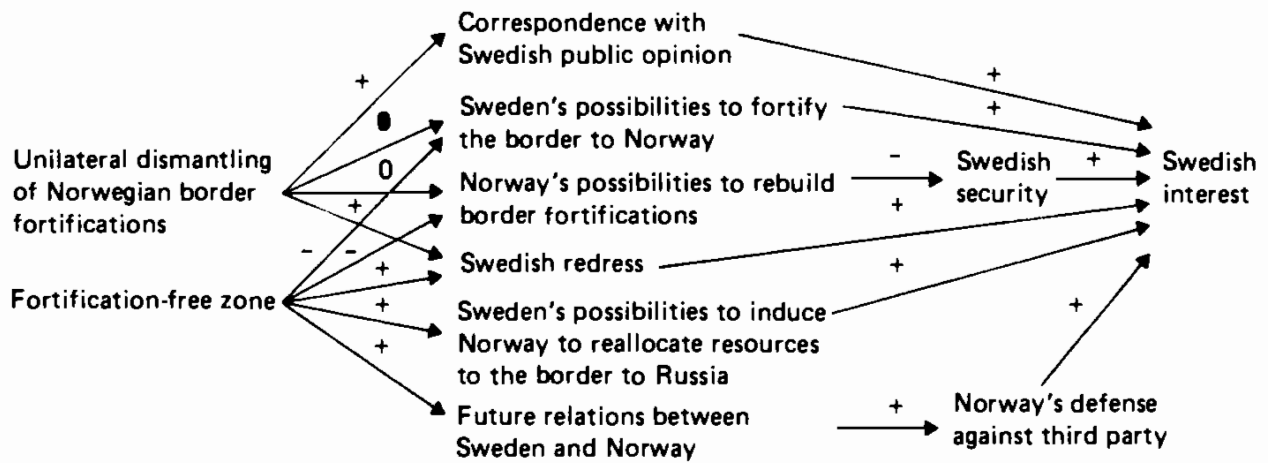 Correspondence with
Swedish public opinion
+
+
+
0
Sweden's possibilities to fortify
the border to Norway
Unilateral dismantling
of Norwegian border
fortifications
0
+
Norway's possibilities to rebuild
border fortifications
-
+
Swedish
security
+
Swedish
interest
- -
+
+
+
Swedish redress
+
Fortification-free zone
Sweden's possibilities to induce
Norway to reallocate resources
to the border to Russia
+
Future relations between
Sweden and Norway
+
Norway's defense
against third party